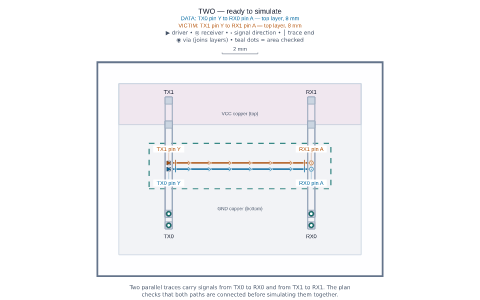 TWO — ready to simulate
DATA: TX0 pin Y to RX0 pin A — top layer, 8 mm
VICTIM: TX1 pin Y to RX1 pin A — top layer, 8 mm
▶ driver • ≋ receiver • › signal direction • | trace end
◉ via (joins layers) • teal dots = area checked
2 mm
TX1
RX1
VCC copper (top)
TX1 pin Y
RX1 pin A
TX0 pin Y
RX0 pin A
GND copper (bottom)
TX0
RX0
Two parallel traces carry signals from TX0 to RX0 and from TX1 to RX1. The plan
checks that both paths are connected before simulating them together.